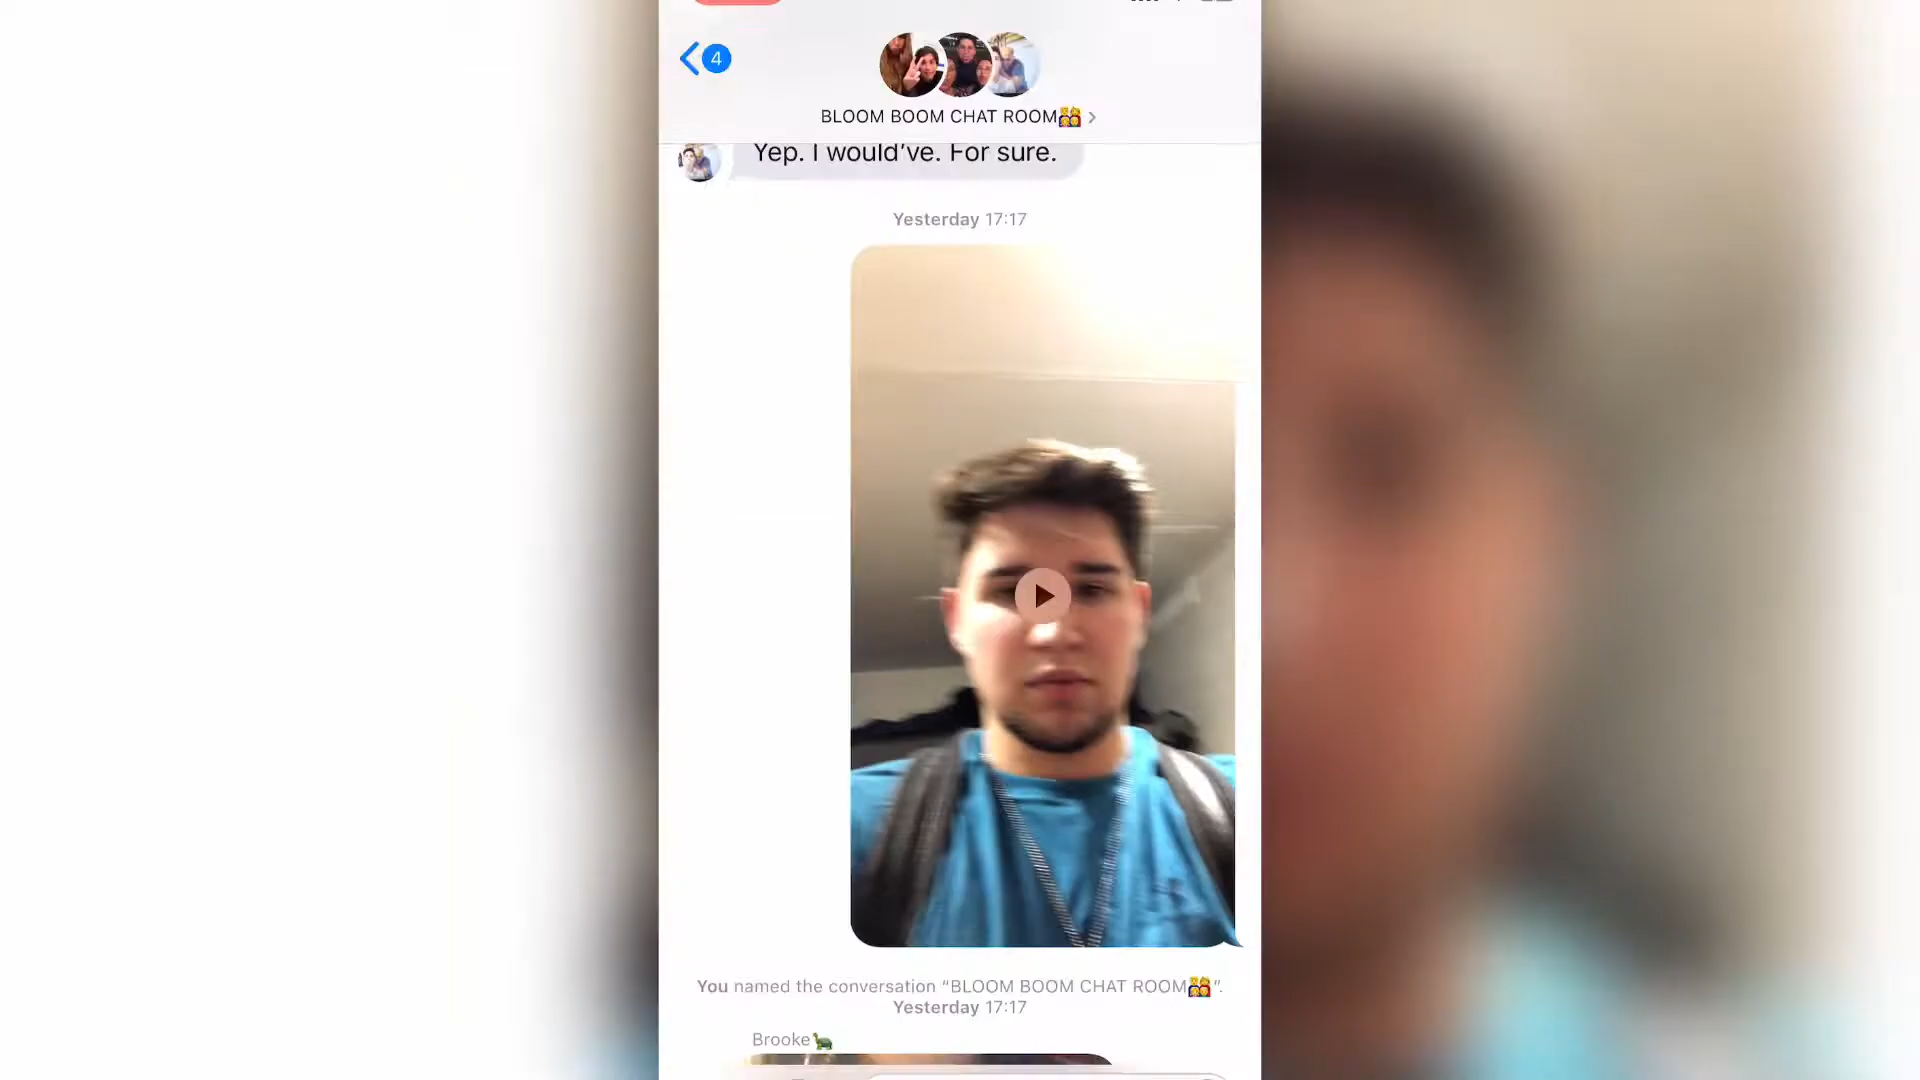 4
BLOOM BOOM CHAT ROOM👨‍👩‍👧‍👦 >
Yep. I would've. For sure.
Yesterday 17:17
You named the conversation “BLOOM BOOM CHAT ROOM👨‍👩‍👧‍👦”.
Yesterday 17:17
Brooke🐢